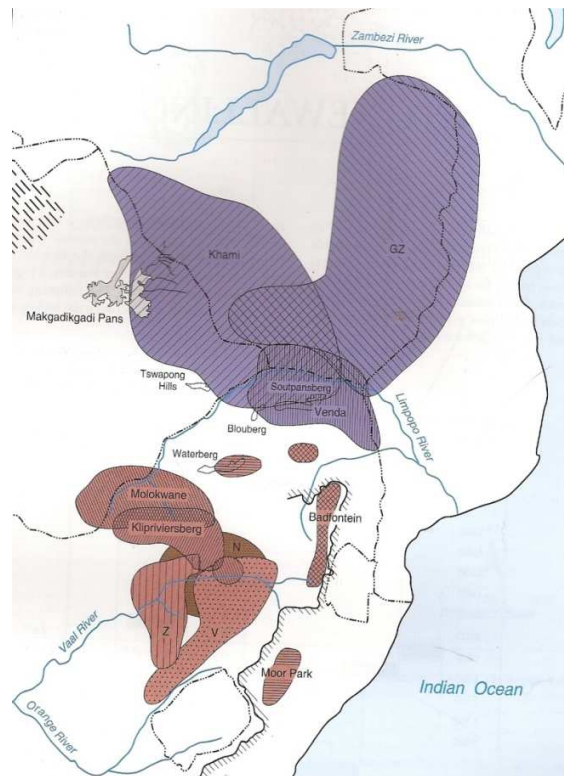 Zambezi River
GZ
Khami
Makgadikgadi Pans
Tswapong
Hills
Soutpansberg
Venda
Blouberg
Limpopo River
Waterberg
Molokwane
Badfontein
Klipriviersberg
N
Vaal River
Z
V
Moor Park
Orange River
Indian Ocean